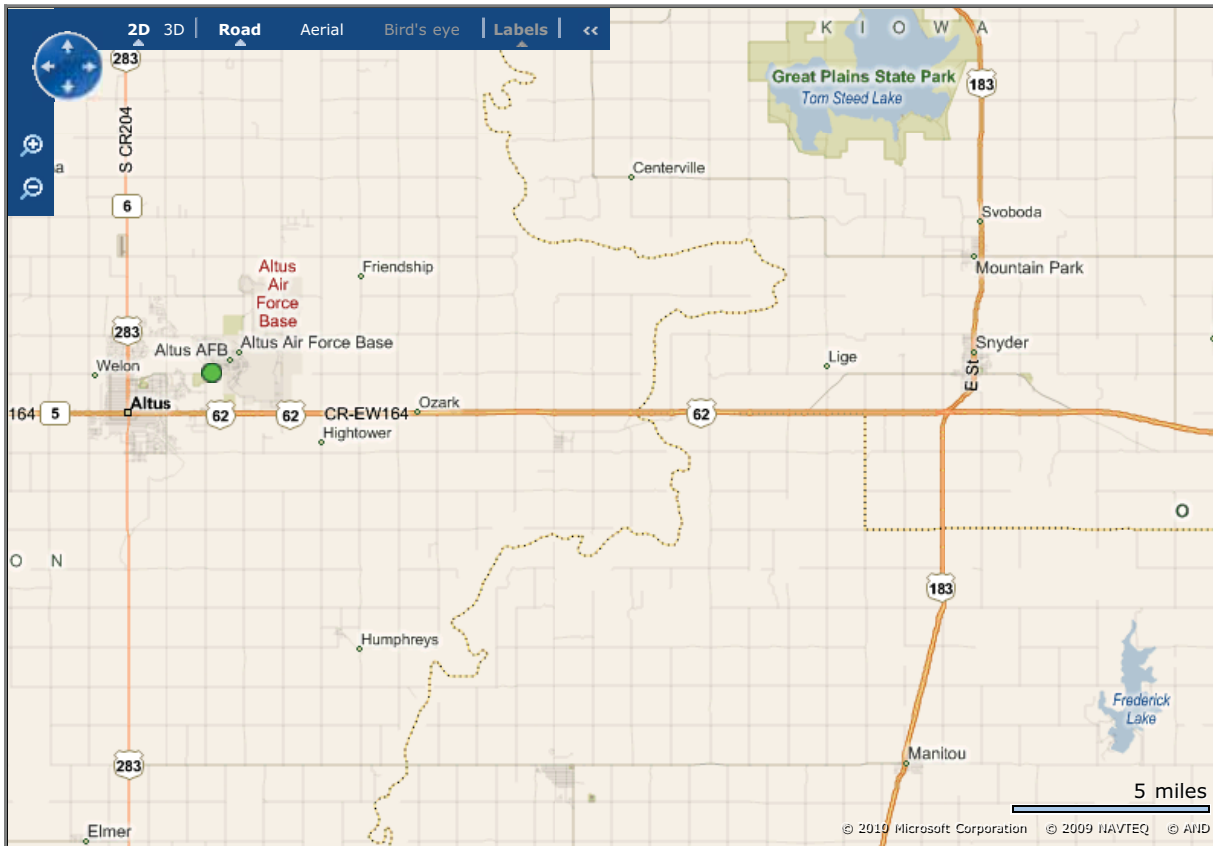 2D 3D Road Aerial Bird's eye Labels «
K I O W A
283
Great Plains State Park
Tom Steed Lake
183
S CR204
a
Centerville
6
Svoboda
Friendship
Altus
Air
Force
Base
Mountain Park
283
Altus Air Force Base
Snyder
Altus AFB
Lige
Welon
E St
Altus
Ozark
164 5 62 62 CR-EW164 62
Hightower
O
O N
183
Humphreys
Frederick
Lake
Manitou
283
5 miles
Elmer
© 2010 Microsoft Corporation © 2009 NAVTEQ © AND